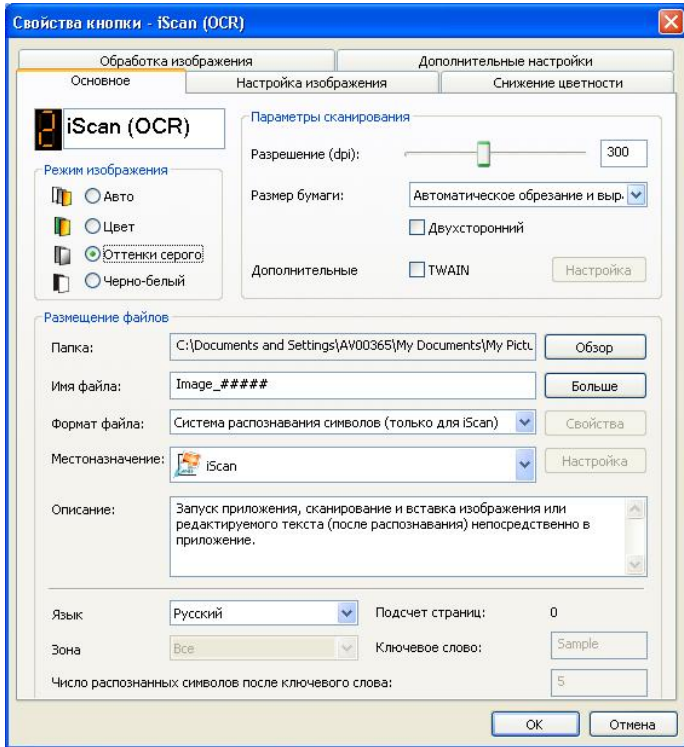 Свойства кнопки - iScan (OCR)
Обработка изображения
Дополнительные настройки
Основное
Настройка изображения
Снижение цветности
2
iScan (OCR)
Режим изображения
Авто
Цвет
Оттенки серого
Черно-белый
Параметры сканирования
Разрешение (dpi):
300
Размер бумаги:
Автоматическое обрезание и выр.
Двухсторонний
Дополнительные
TWAIN
Настройка
Размещение файлов
Папка:
C:\Documents and Settings\AV00365\My Documents\My Pictu
Обзор
Имя файла:
Image_#####
Больше
Формат файла:
Система распознавания символов (только для iScan)
Свойства
Местоназначение:
iScan
Настройка
Описание:
Запуск приложения, сканирование и вставка изображения или
редактируемого текста (после распознавания) непосредственно в
приложение.
Язык
Русский
Подсчет страниц:
0
Зона
Все
Ключевое слово:
Sample
Число распознанных символов после ключевого слова:
5
OK
Отмена